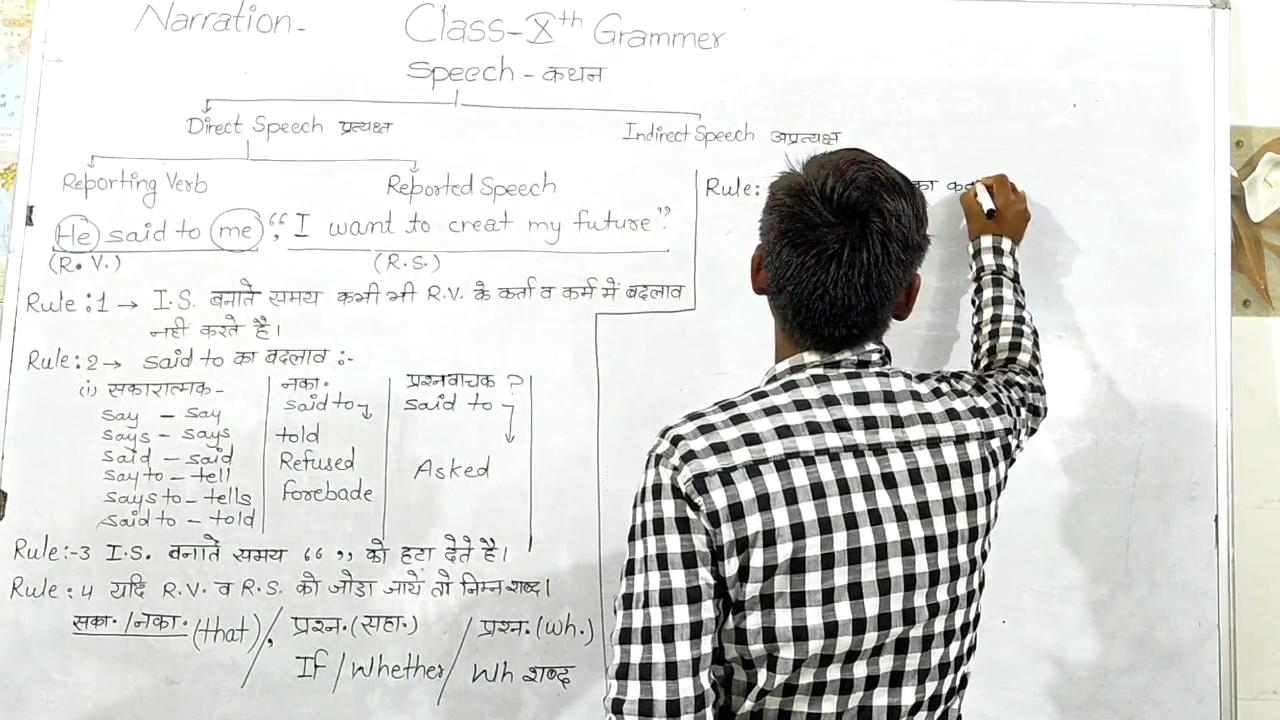 Narration-
Class-Xth Grammer
Speech - कथन
Direct Speech प्रत्यक्ष
Indirect Speech अप्रत्यक्ष
Reporting Verb
Reported Speech
He said to me “; I want to creat my future”
(R.V.)
(R.S.)
Rule:1→ I.S. बनाते समय कभी भी R.V. के कर्ता व कर्म में बदलाव
नही करते है।
Rule:2→ said to का बदलाव :-
(i) सकारात्मक-
say - say
says - says
said - said
say to - tell
says to - tells
said to - told
नका.
said to
told
Refused
forebade
प्रश्नवाचक ?
said to
Asked
Rule:-3 I.S. बनाते समय “ ” को हटा देते है।
Rule:4 यदि R.V. व R.S. को जोडा जाये तो निम्न शब्द।
सका./नका. (that), / प्रश्न.(सहा.) / प्रश्न.(wh.)
If / Whether / Wh शब्द
Rule:
का